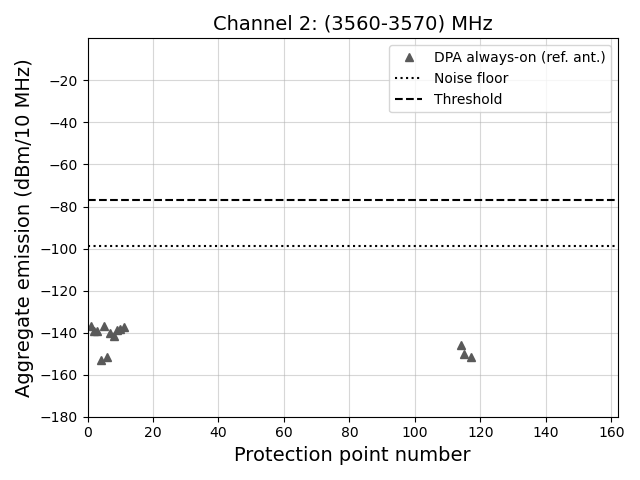 Channel 2: (3560-3570) MHz
DPA always-on (ref. ant.)
Noise floor
Threshold
Aggregate emission (dBm/10 MHz)
−20
−40
−60
−80
−100
−120
−140
−160
−180
0 20 40 60 80 100 120 140 160
Protection point number